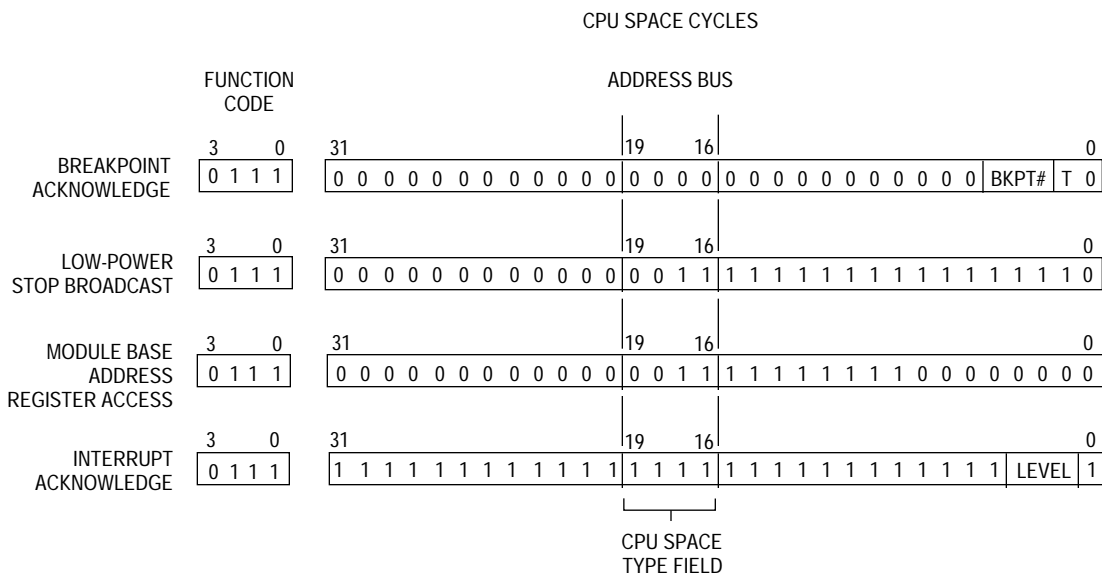 CPU SPACE CYCLES
FUNCTION
CODE
ADDRESS BUS
3 0 31 19 16 0
BREAKPOINT
ACKNOWLEDGE
0 1 1 1 0 0 0 0 0 0 0 0 0 0 0 0 0 0 0 0 0 0 0 0 0 0 0 0 0 0 0 BKPT# T 0
3 0 31 19 16 0
LOW-POWER
STOP BROADCAST
0 1 1 1 0 0 0 0 0 0 0 0 0 0 0 0 0 0 1 1 1 1 1 1 1 1 1 1 1 1 1 1 1 1 1 0
3 0 31 19 16 0
MODULE BASE
ADDRESS
REGISTER ACCESS
0 1 1 1 0 0 0 0 0 0 0 0 0 0 0 0 0 0 1 1 1 1 1 1 1 1 1 1 0 0 0 0 0 0 0 0
3 0 31 19 16 0
INTERRUPT
ACKNOWLEDGE
0 1 1 1 1 1 1 1 1 1 1 1 1 1 1 1 1 1 1 1 1 1 1 1 1 1 1 1 1 1 1 1 LEVEL 1
CPU SPACE
TYPE FIELD